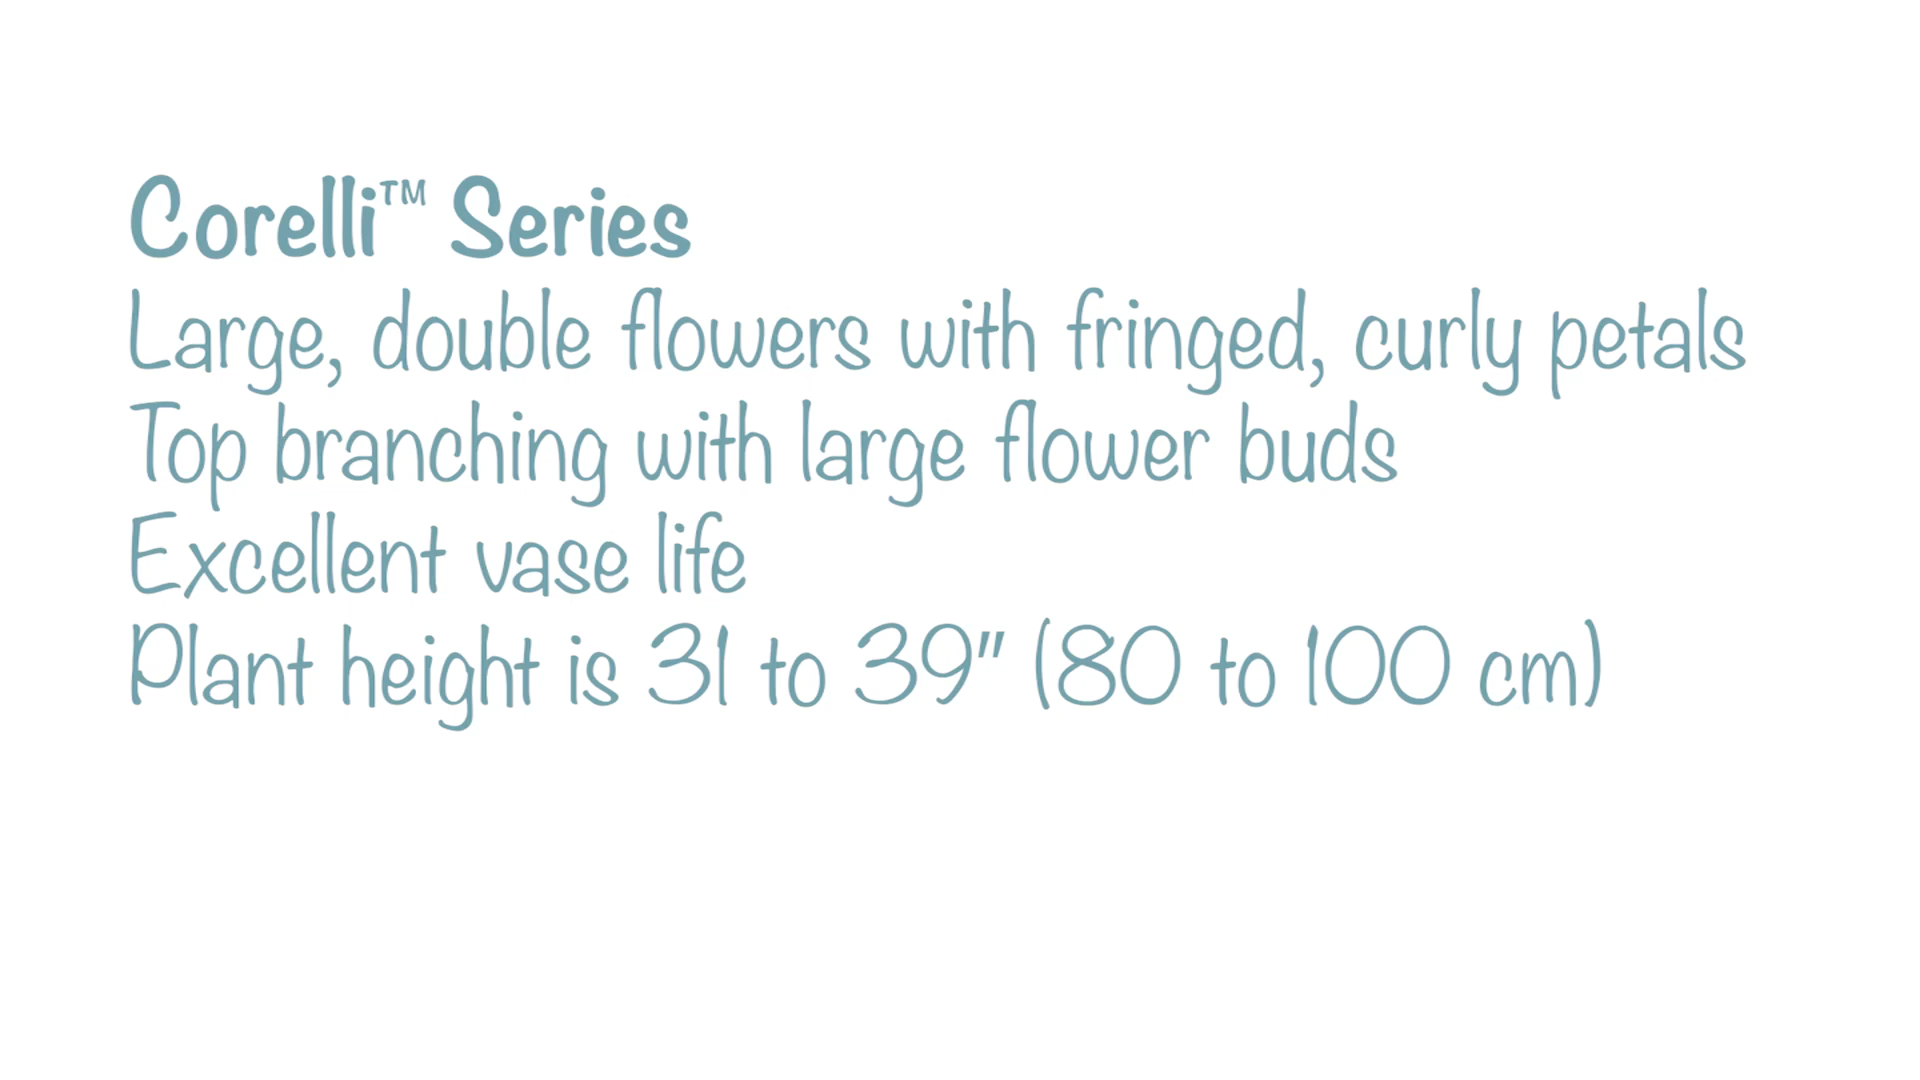 Corelli™ Series
Large, double flowers with fringed, curly petals
Top branching with large flower buds
Excellent vase life
Plant height is 31 to 39″ (80 to 100 cm)